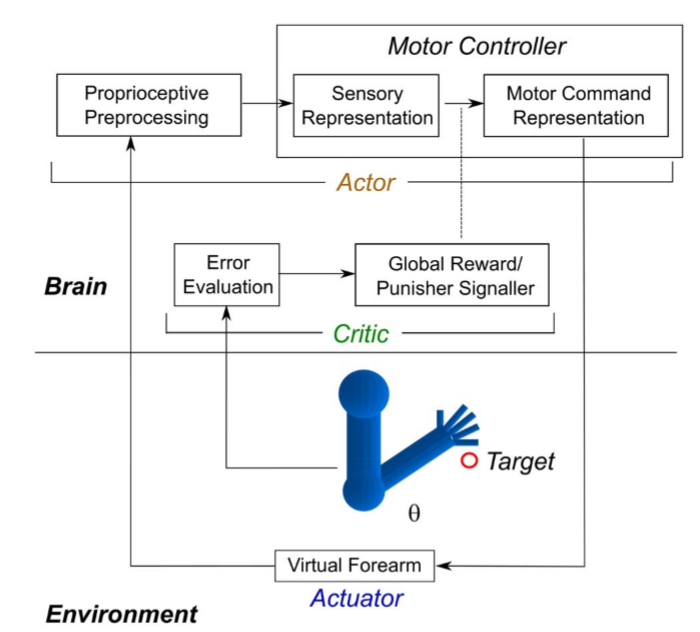 Motor Controller
Proprioceptive
Preprocessing
Sensory
Representation
Motor Command
Representation
Actor
Brain
Error
Evaluation
Global Reward/
Punisher Signaller
Critic
Target
θ
Virtual Forearm
Actuator
Environment